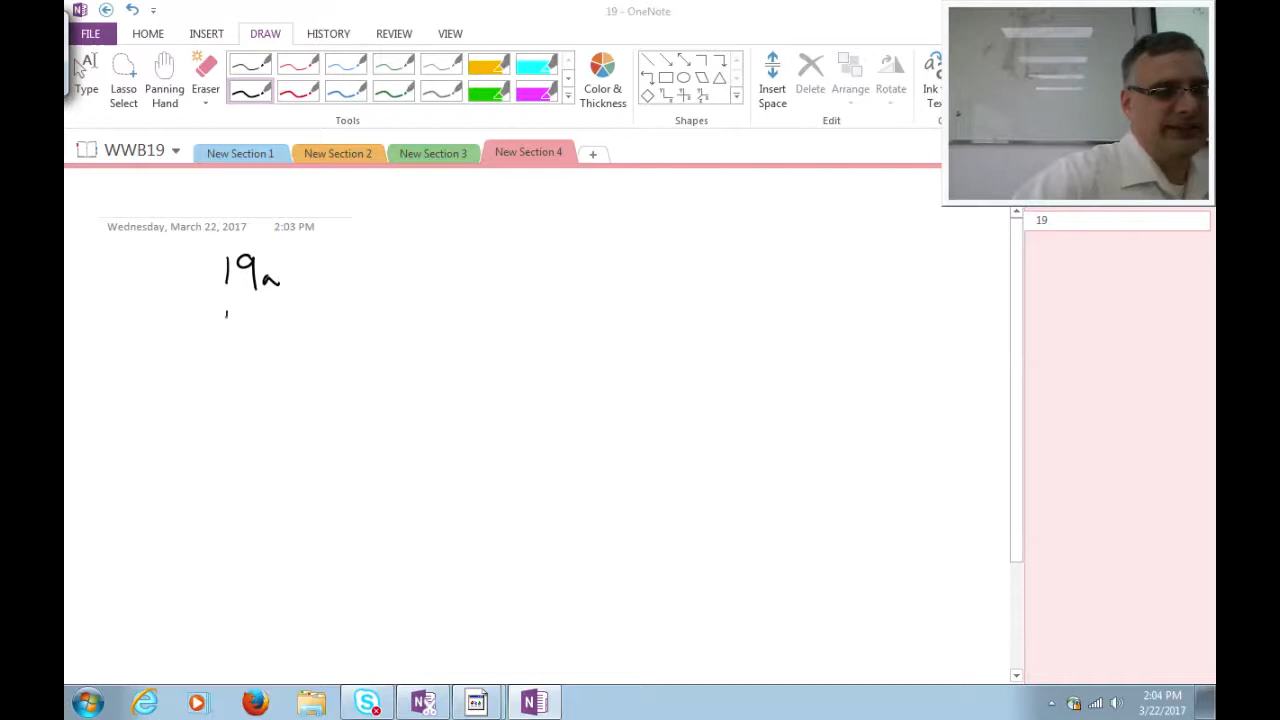 19 - OneNote
FILE HOME INSERT DRAW HISTORY REVIEW VIEW
Type
Lasso Select
Panning Hand
Eraser
Color & Thickness
Insert Space
Delete
Arrange
Rotate
Ink to
Tools
Shapes
Edit
WWB19
New Section 1
New Section 2
New Section 3
New Section 4
19
Wednesday, March 22, 2017 2:03 PM
19a
2:04 PM
3/22/2017